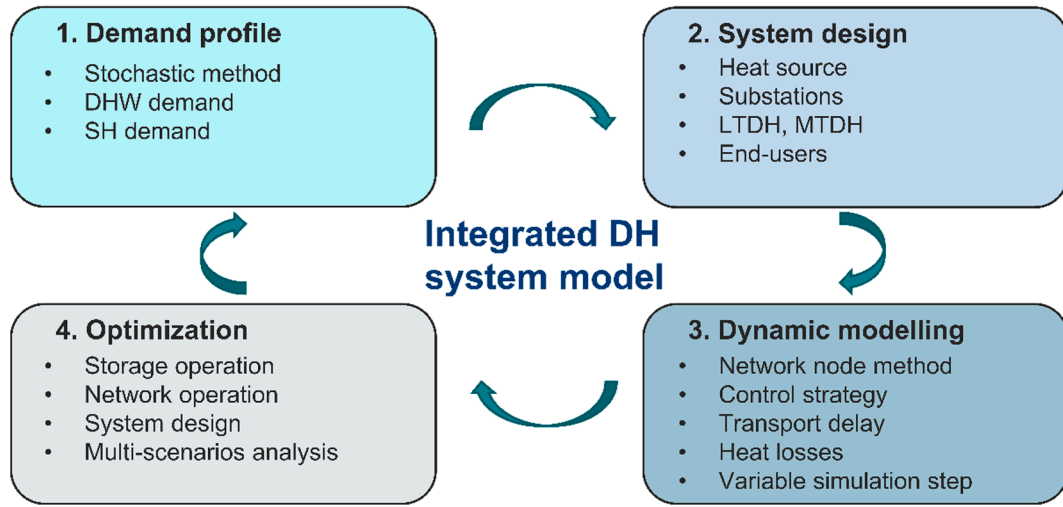 1. Demand profile
• Stochastic method
• DHW demand
• SH demand
2. System design
• Heat source
• Substations
• LTDH, MTDH
• End-users
Integrated DH
system model
4. Optimization
• Storage operation
• Network operation
• System design
• Multi-scenarios analysis
3. Dynamic modelling
• Network node method
• Control strategy
• Transport delay
• Heat losses
• Variable simulation step